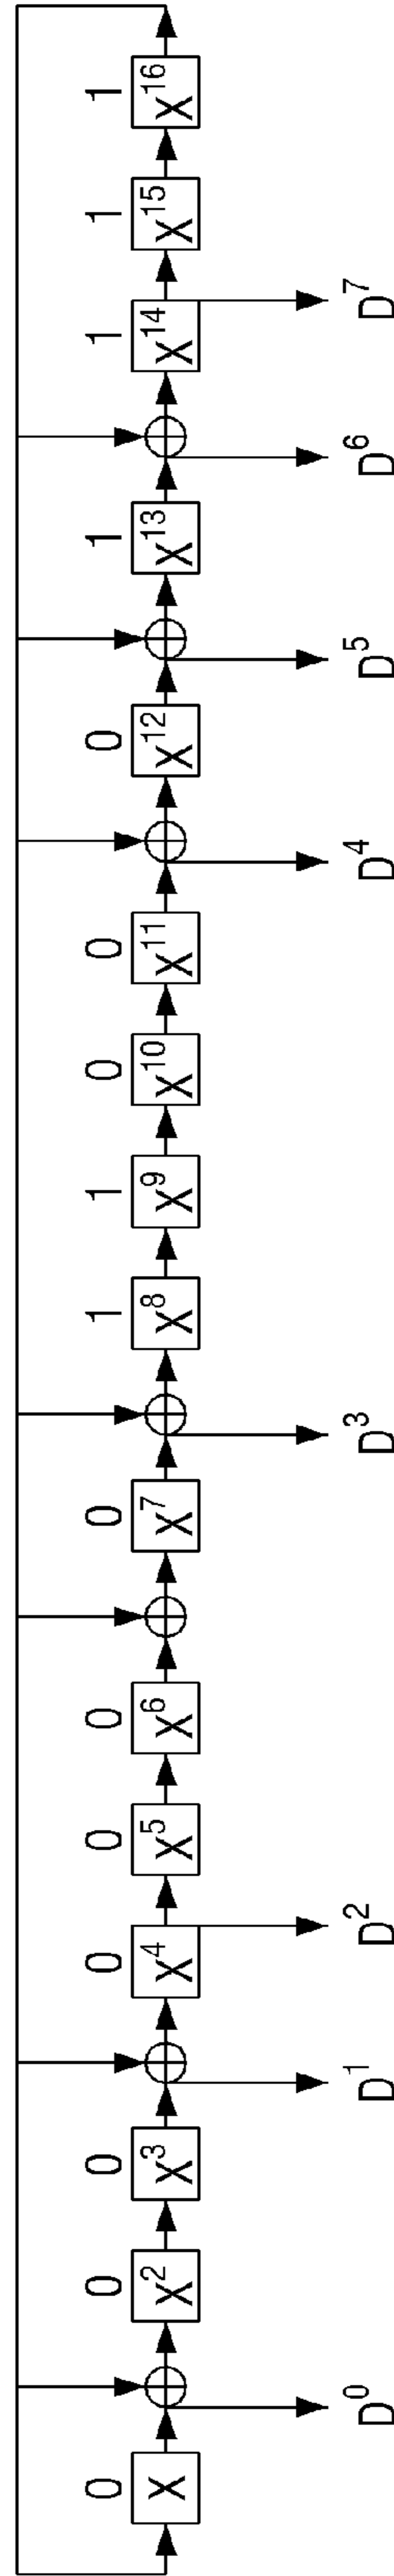 0 0 0 0 0 0 0 1 1 0 0 0 1 1 1 1
X X² X³ X⁴ X⁵ X⁶ X⁷ X⁸ X⁹ X¹⁰ X¹¹ X¹² X¹³ X¹⁴ X¹⁵ X¹⁶
D⁰ D¹ D² D³ D⁴ D⁵ D⁶ D⁷